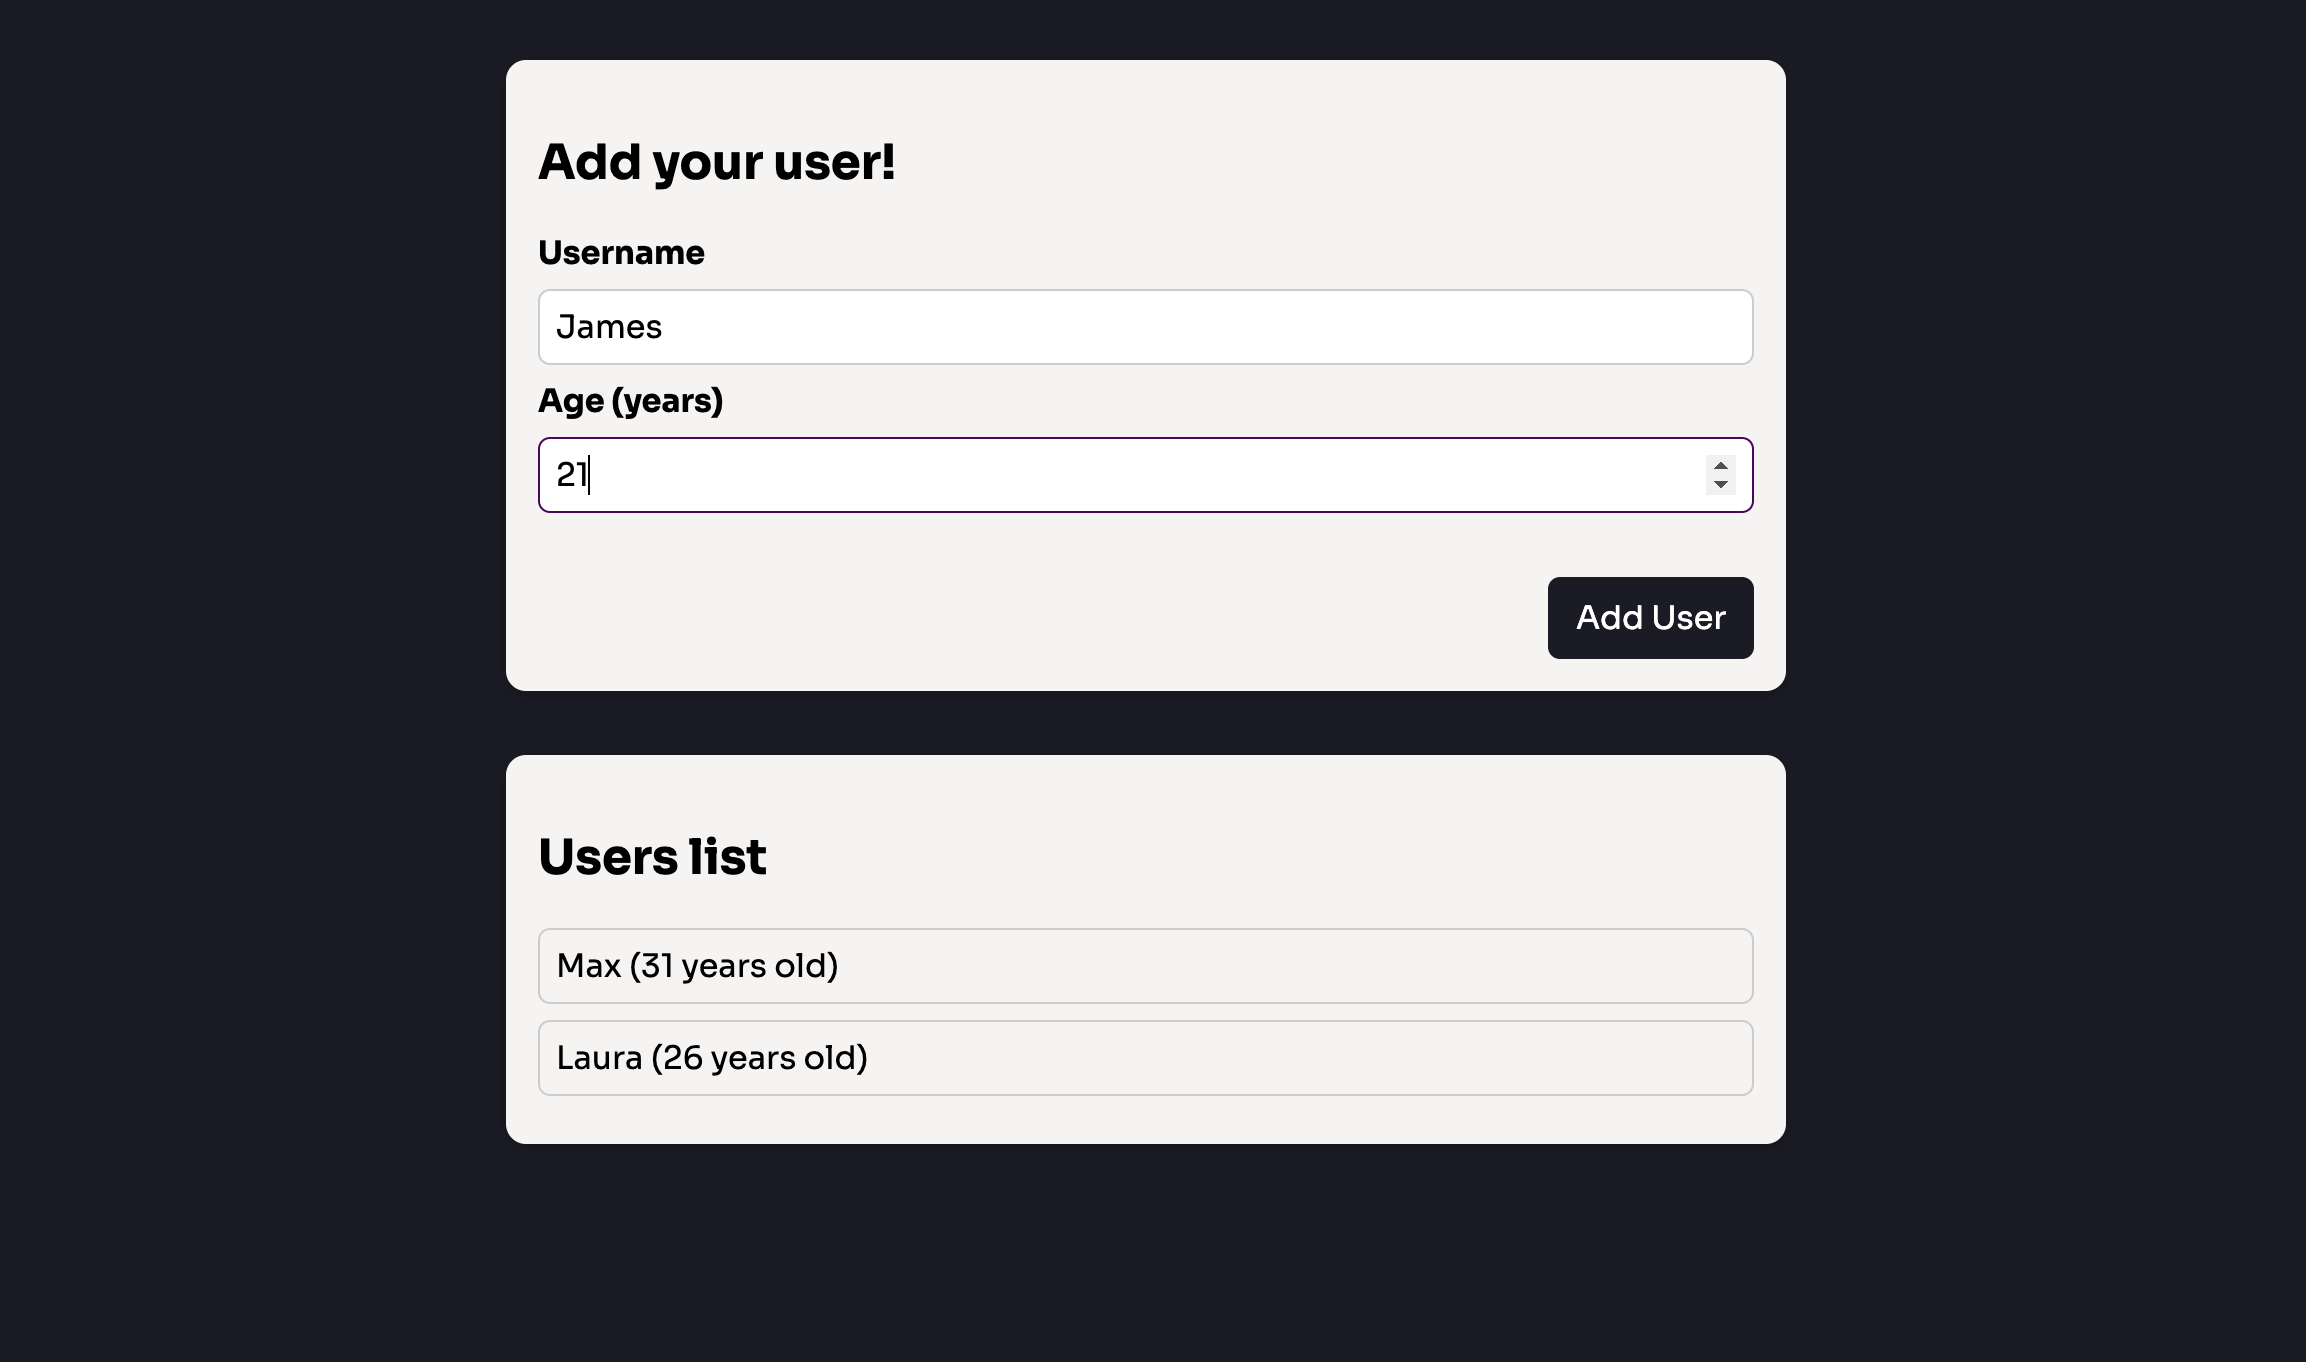 Add your user!
Username
James
Age (years)
21
Add User
Users list
Max (31 years old)
Laura (26 years old)